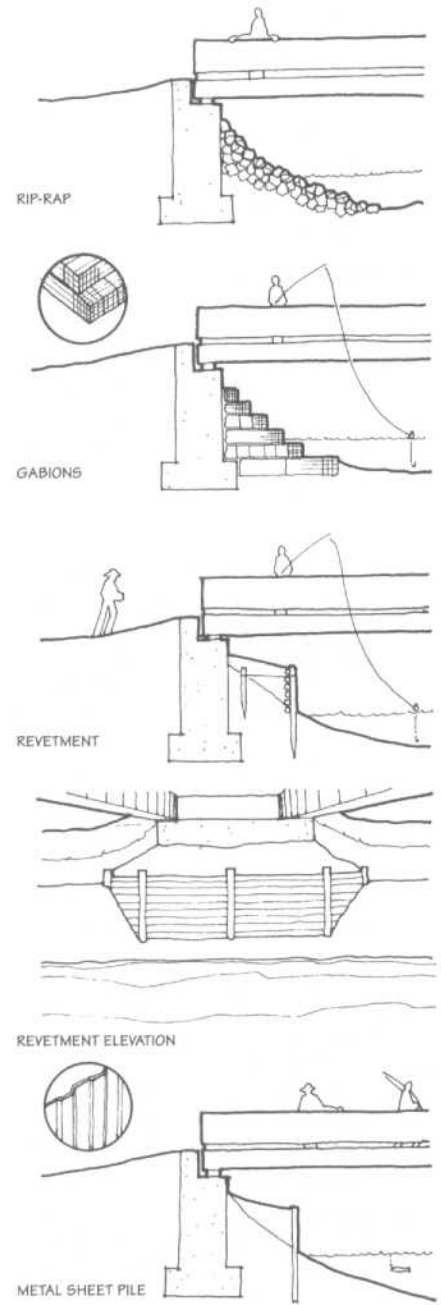 RIP-RAP
GABIONS
REVETMENT
REVETMENT ELEVATION
METAL SHEET PILE